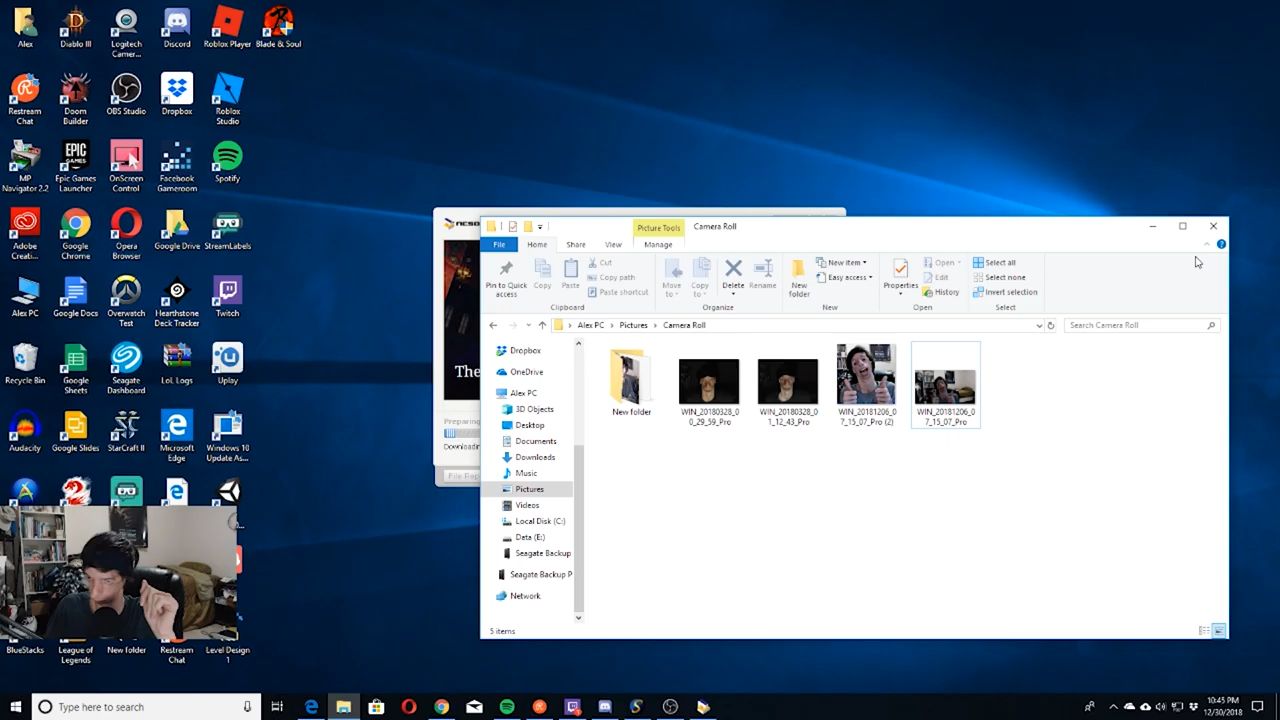 Alex
Diablo III
Logitech Camer...
Discord
Roblox Player
Blade & Soul
Restream Chat
Doom Builder
OBS Studio
Dropbox
Roblox Studio
MP Navigator 2.2
Epic Games Launcher
OnScreen Control
Facebook Gameroom
Spotify
Adobe Creati...
Google Chrome
Opera Browser
Google Drive
StreamLabels
Alex PC
Google Docs
Overwatch Test
Hearthstone Deck Tracker
Twitch
Recycle Bin
Google Sheets
Seagate Dashboard
LoL Logs
Uplay
Audacity
Google Slides
StarCraft II
Microsoft Edge
Windows 10 Update As...
BlueStacks
League of Legends
New folder
Restream Chat
Level Design 1
NCSO
The
Preparing
Downloading
File Rep
Picture Tools
Camera Roll
File
Home
Share
View
Manage
Pin to Quick access
Copy
Paste
Cut
Copy path
Paste shortcut
Clipboard
Move to
Copy to
Delete
Rename
Organize
New folder
New item
Easy access
New
Properties
Open
Edit
History
Open
Select all
Select none
Invert selection
Select
Alex PC > Pictures > Camera Roll
Search Camera Roll
Dropbox
OneDrive
Alex PC
3D Objects
Desktop
Documents
Downloads
Music
Pictures
Videos
Local Disk (C:)
Data (E:)
Seagate Backup
Seagate Backup P
Network
New folder
WIN_20180328_00_29_59_Pro
WIN_20180328_01_12_43_Pro
WIN_20181206_07_15_07_Pro (2)
WIN_20181206_07_15_07_Pro
5 items
Type here to search
10:45 PM
12/30/2018